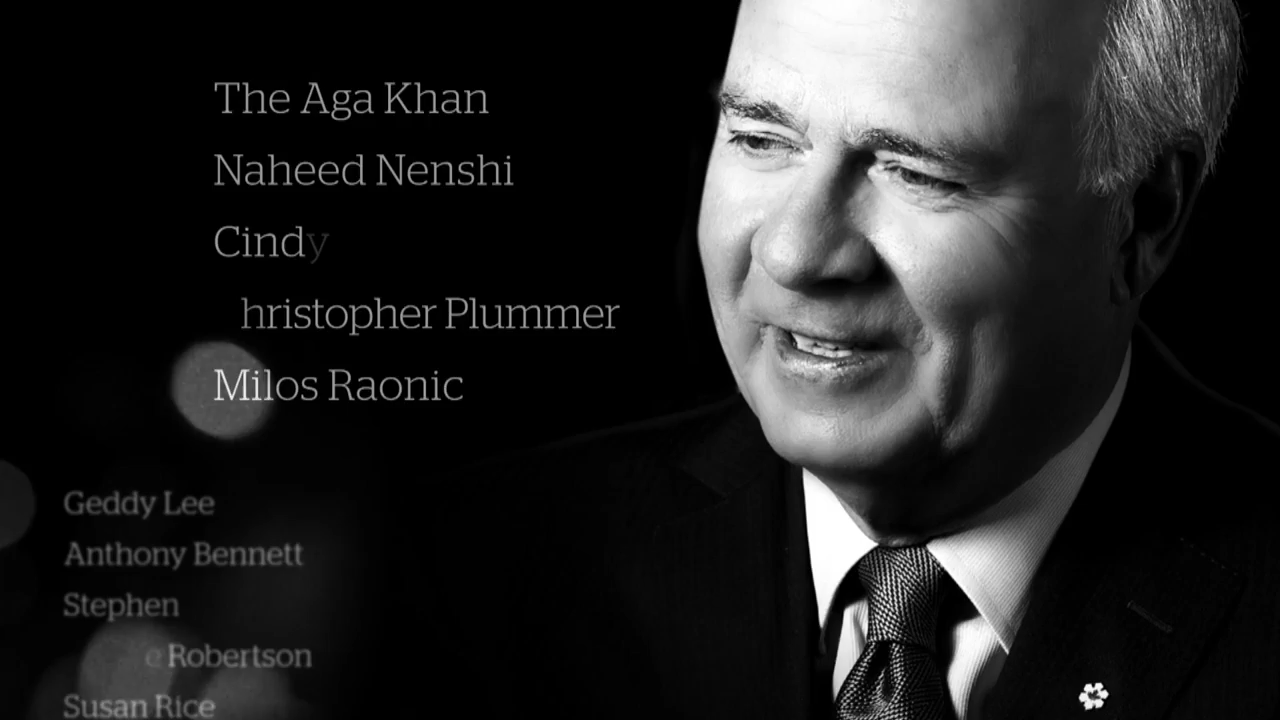 The Aga Khan
Naheed Nenshi
Cindy
hristopher Plummer
Milos Raonic
Geddy Lee
Anthony Bennett
Stephen
e Robertson
Susan Rice